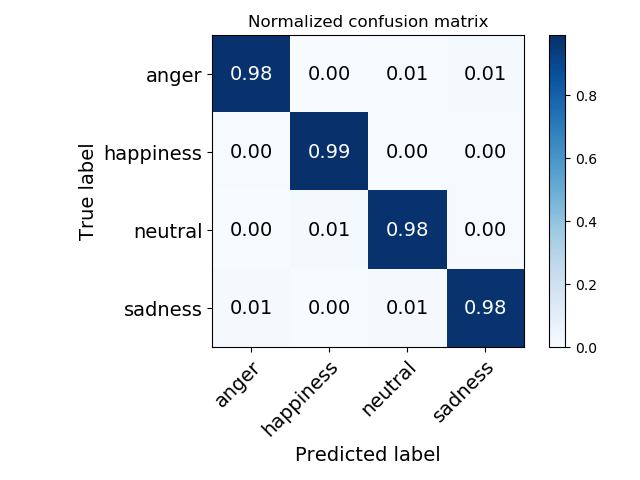 Normalized confusion matrix
anger 0.98 0.00 0.01 0.01
happiness 0.00 0.99 0.00 0.00
neutral 0.00 0.01 0.98 0.00
sadness 0.01 0.00 0.01 0.98
anger happiness neutral sadness
Predicted label
True label
0.8
0.6
0.4
0.2
0.0